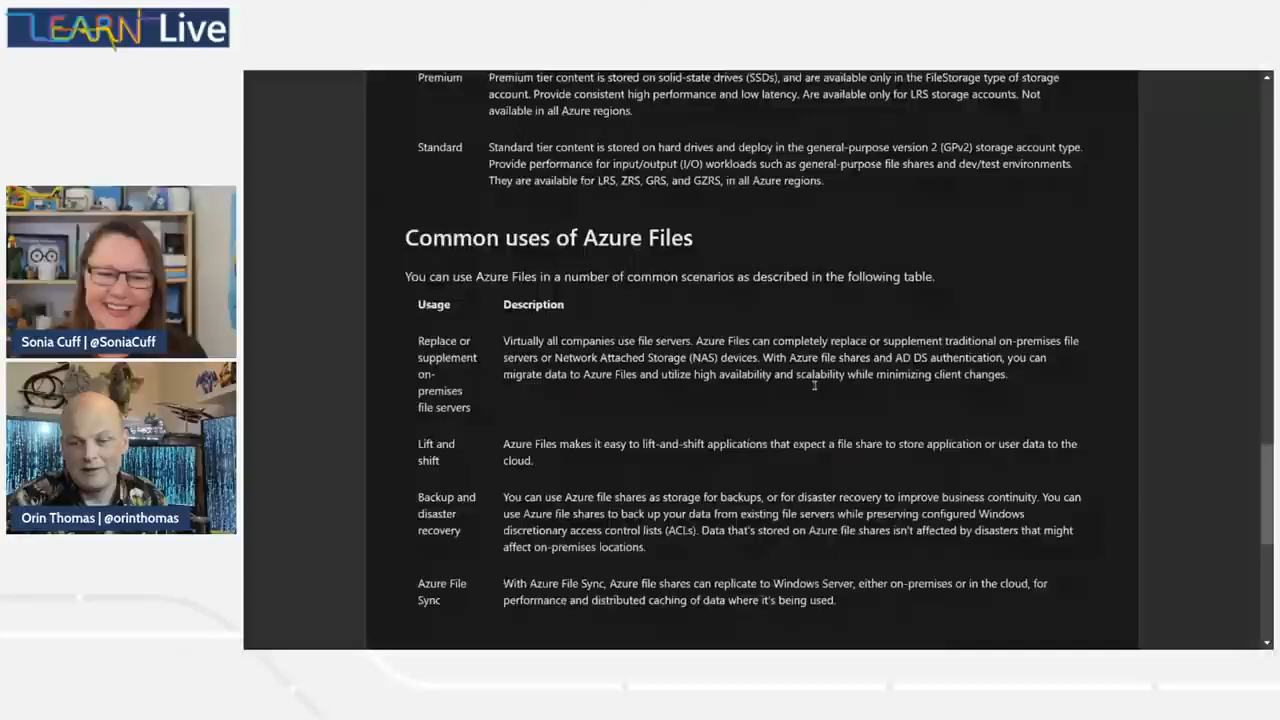 LEARN Live
Premium
Premium tier content is stored on solid-state drives (SSDs), and are available only in the FileStorage type of storage
account. Provide consistent high performance and low latency. Are available only for LRS storage accounts. Not
available in all Azure regions.
Standard
Standard tier content is stored on hard drives and deploy in the general-purpose version 2 (GPv2) storage account type.
Provide performance for input/output (I/O) workloads such as general-purpose file shares and dev/test environments.
They are available for LRS, ZRS, GRS, and GZRS, in all Azure regions.
Common uses of Azure Files
You can use Azure Files in a number of common scenarios as described in the following table.
Usage
Description
Replace or
supplement
on-
premises
file servers
Virtually all companies use file servers. Azure Files can completely replace or supplement traditional on-premises file
servers or Network Attached Storage (NAS) devices. With Azure file shares and AD DS authentication, you can
migrate data to Azure Files and utilize high availability and scalability while minimizing client changes.
Lift and
shift
Azure Files makes it easy to lift-and-shift applications that expect a file share to store application or user data to the
cloud.
Backup and
disaster
recovery
You can use Azure file shares as storage for backups, or for disaster recovery to improve business continuity. You can
use Azure file shares to back up your data from existing file servers while preserving configured Windows
discretionary access control lists (ACLs). Data that's stored on Azure file shares isn't affected by disasters that might
affect on-premises locations.
Azure File
Sync
With Azure File Sync, Azure file shares can replicate to Windows Server, either on-premises or in the cloud, for
performance and distributed caching of data where it's being used.
Sonia Cuff | @SoniaCuff
Orin Thomas | @orinthomas